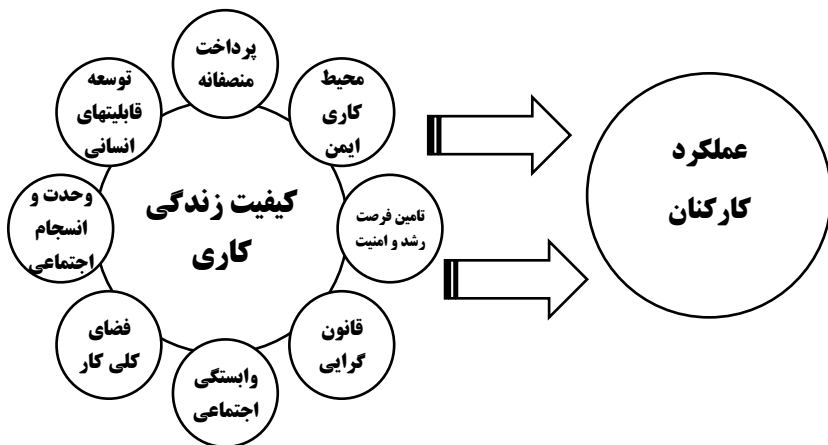 پرداخت
منصفانه
محیط
کاری
ایمن
تامین فرصت
رشد و امنیت
قانون
گرایی
وابستگی
اجتماعی
فضای
کلی کار
وحدت و
انسجام
اجتماعی
توسعه
قابلیتهای
انسانی
کیفیت زندگی
کاری
عملکرد
کارکنان